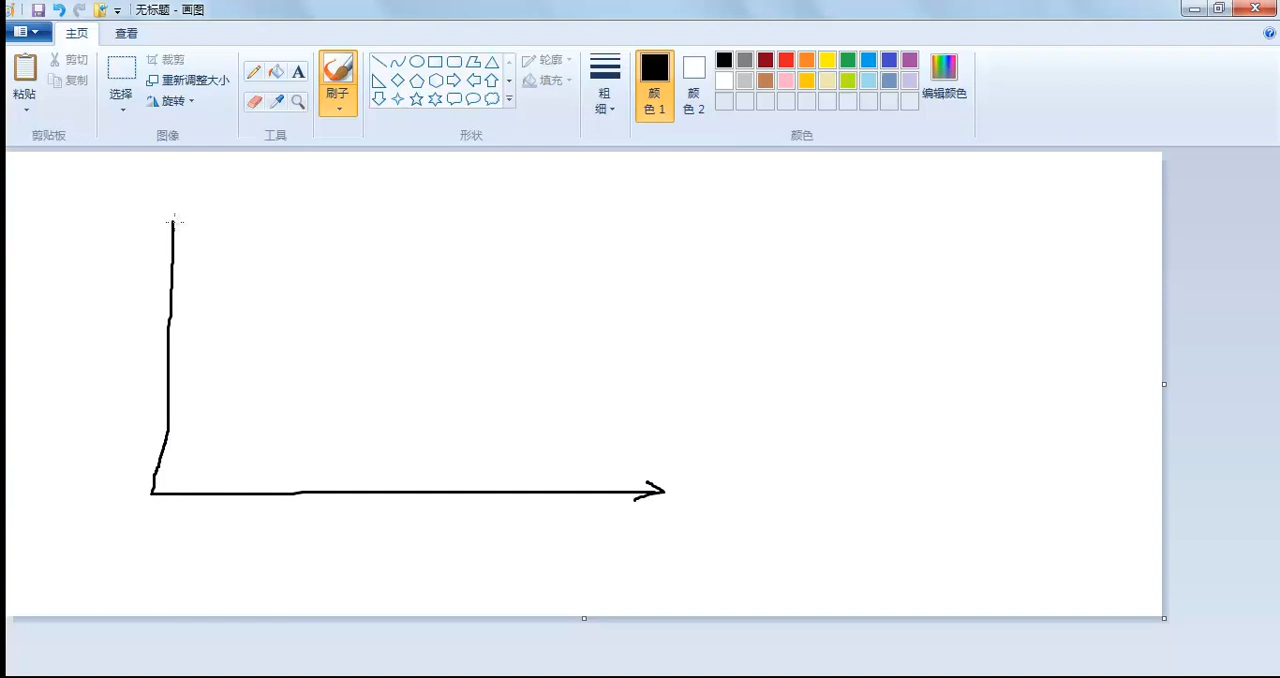 无标题 - 画图
主页 查看
粘贴
剪切
复制
剪贴板
选择
裁剪
重新调整大小
旋转
图像
A
工具
刷子
轮廓
填充
形状
粗
细
颜
色 1
颜
色 2
编辑颜色
颜色